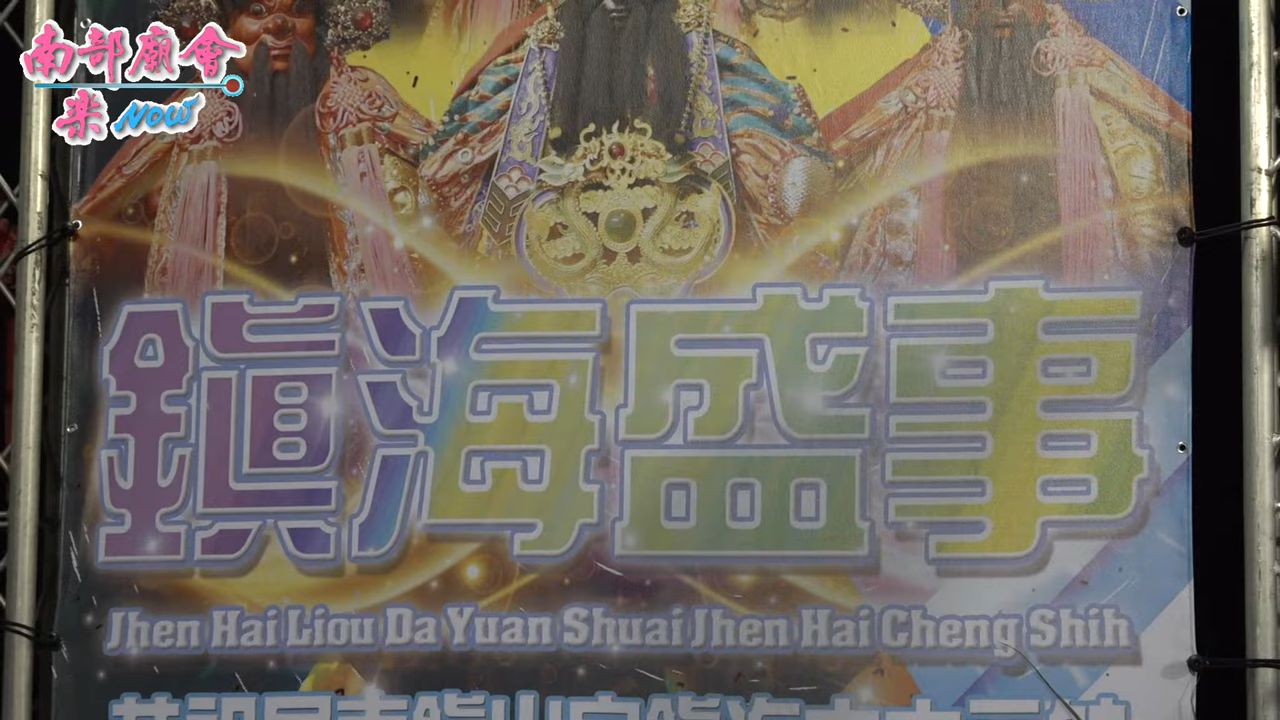 南部廟會
來 NOW
鎭海盛事
Jhen Hai Liou Da Yuan Shuai Jhen Hai Cheng Shih